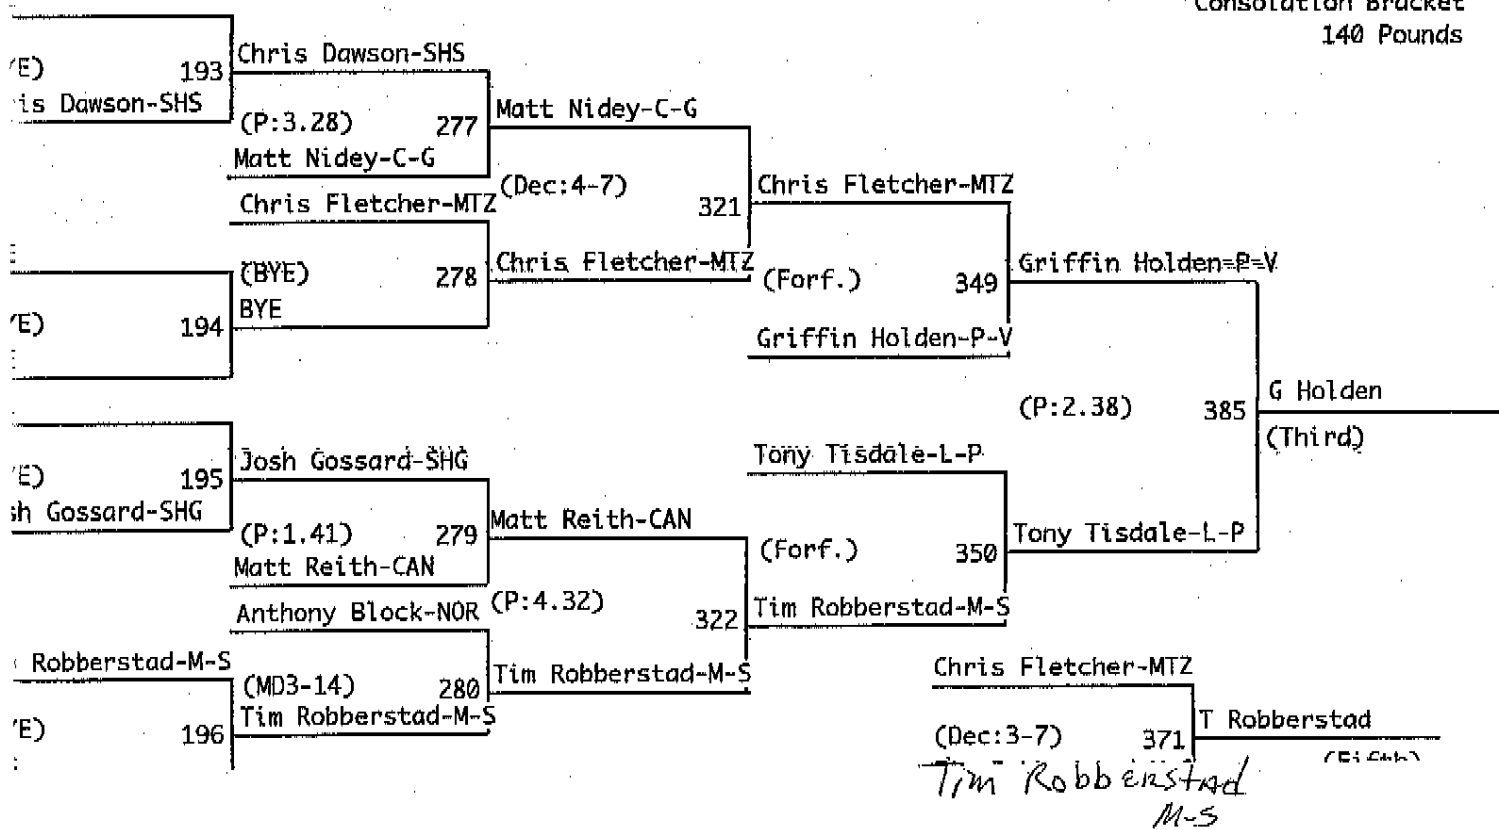 Consolation Bracket
140 Pounds
Chris Dawson-SHS
'E) 193
is Dawson-SHS
(P:3.28) 277
Matt Nidey-C-G
Matt Nidey-C-G
(Dec:4-7) 321
Chris Fletcher-MTZ
Chris Fletcher-MTZ
(BYE) 278
Chris Fletcher-MTZ
(Forf.) 349
Griffin Holden-P-V
BYE
'E) 194
Griffin Holden-P-V
(P:2.38) 385
G Holden
(Third)
Josh Gossard-SHG
'E) 195
sh Gossard-SHG
Tony Tisdale-L-P
(P:1.41) 279
Matt Reith-CAN
(Forf.) 350
Tony Tisdale-L-P
Matt Reith-CAN
Anthony Block-NOR
(P:4.32) 322
Tim Robberstad-M-S
Robberstad-M-S
(MD3-14) 280
Tim Robberstad-M-S
Chris Fletcher-MTZ
Tim Robberstad-M-S
'E) 196
(Dec:3-7) 371
T Robberstad
(Fifth)
Tim Robberstad
M-S